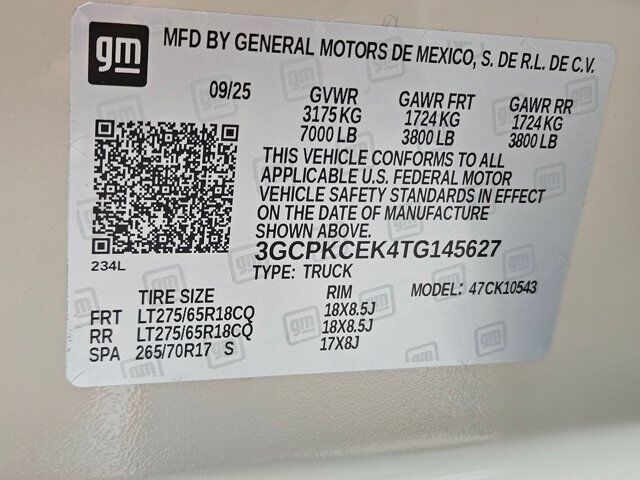 gm MFD BY GENERAL MOTORS DE MEXICO, S. DE R.L. DE C.V.
09/25 GVWR GAWR FRT GAWR RR
3175 KG 1724 KG 1724 KG
7000 LB 3800 LB 3800 LB
THIS VEHICLE CONFORMS TO ALL
APPLICABLE U.S. FEDERAL MOTOR
VEHICLE SAFETY STANDARDS IN EFFECT
ON THE DATE OF MANUFACTURE
SHOWN ABOVE.
3GCPKCEK4TG145627
234L
TYPE: TRUCK MODEL: 47CK10543
TIRE SIZE RIM
FRT LT275/65R18CQ 18X8.5J
RR LT275/65R18CQ 18X8.5J
SPA 265/70R17 S 17X8J